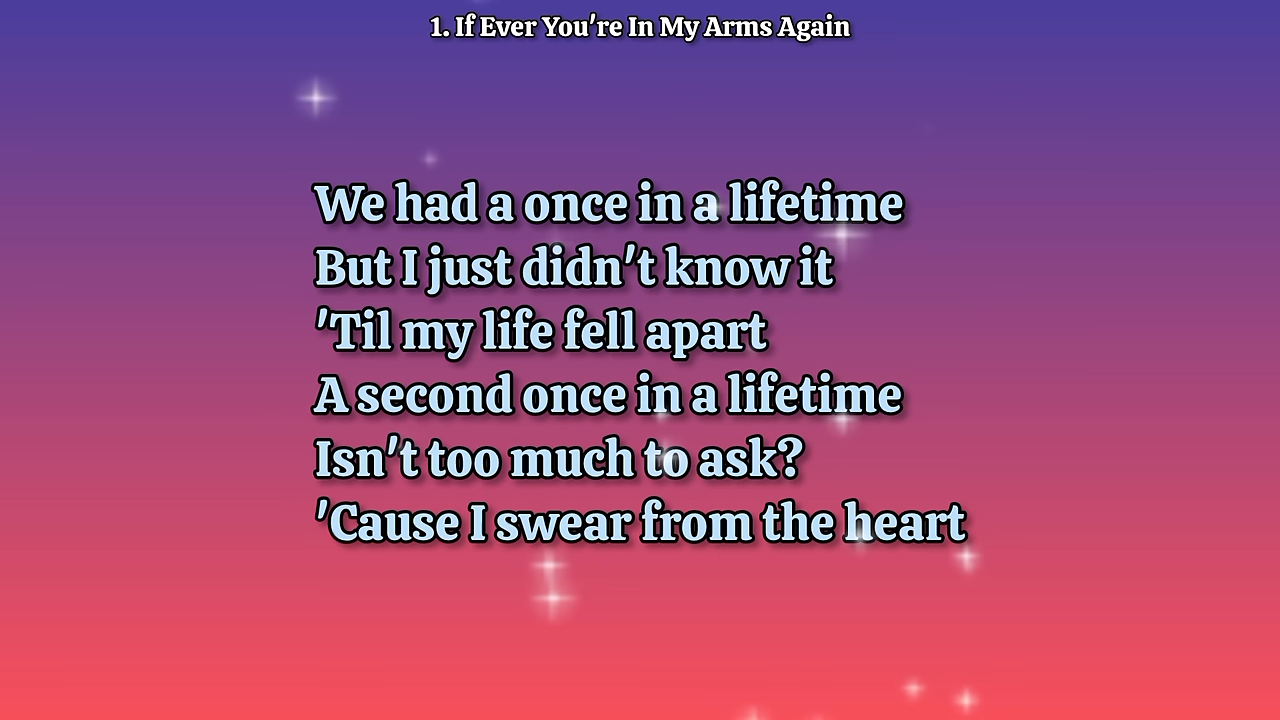 1. If Ever You're In My Arms Again
We had a once in a lifetime
But I just didn't know it
'Til my life fell apart
A second once in a lifetime
Isn't too much to ask?
'Cause I swear from the heart